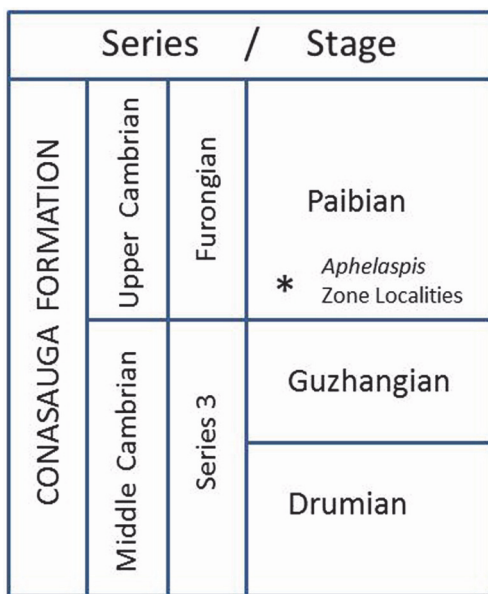 Series / Stage
CONASAUGA FORMATION
Upper Cambrian
Furongian
Paibian
* Aphelaspis
Zone Localities
Middle Cambrian
Series 3
Guzhangian
Drumian